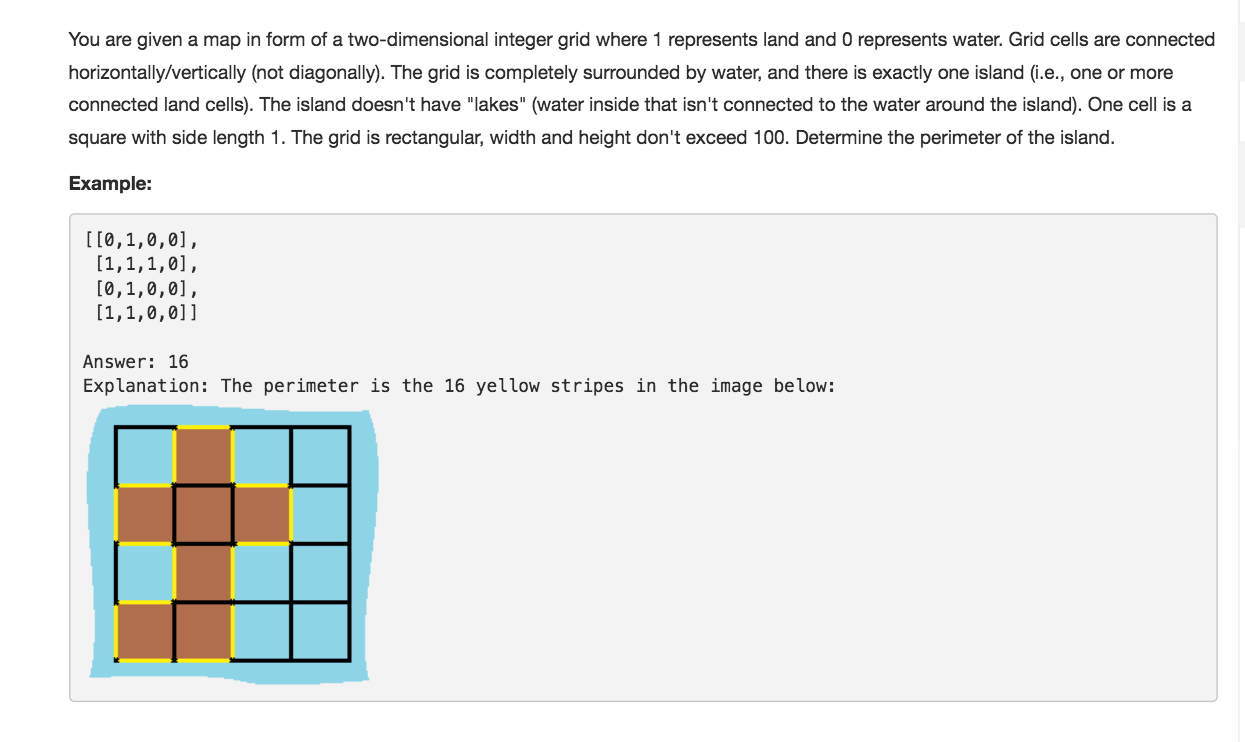 You are given a map in form of a two-dimensional integer grid where 1 represents land and 0 represents water. Grid cells are connected
horizontally/vertically (not diagonally). The grid is completely surrounded by water, and there is exactly one island (i.e., one or more
connected land cells). The island doesn't have "lakes" (water inside that isn't connected to the water around the island). One cell is a
square with side length 1. The grid is rectangular, width and height don't exceed 100. Determine the perimeter of the island.
Example:
[[0,1,0,0],
 [1,1,1,0],
 [0,1,0,0],
 [1,1,0,0]]
Answer: 16
Explanation: The perimeter is the 16 yellow stripes in the image below: